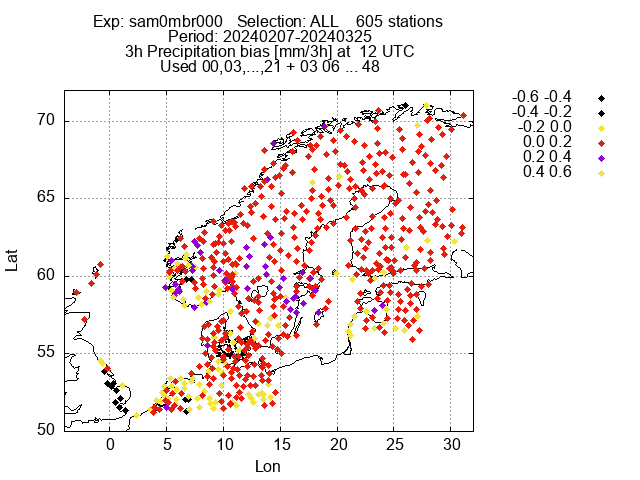 Exp: sam0mbr000 Selection: ALL 605 stations
Period: 20240207-20240325
3h Precipitation bias [mm/3h] at 12 UTC
Used 00,03,...,21 + 03 06 ... 48
-0.6 -0.4
-0.4 -0.2
-0.2 0.0
0.0 0.2
0.2 0.4
0.4 0.6
70
65
60
55
50
Lat
0 5 10 15 20 25 30
Lon